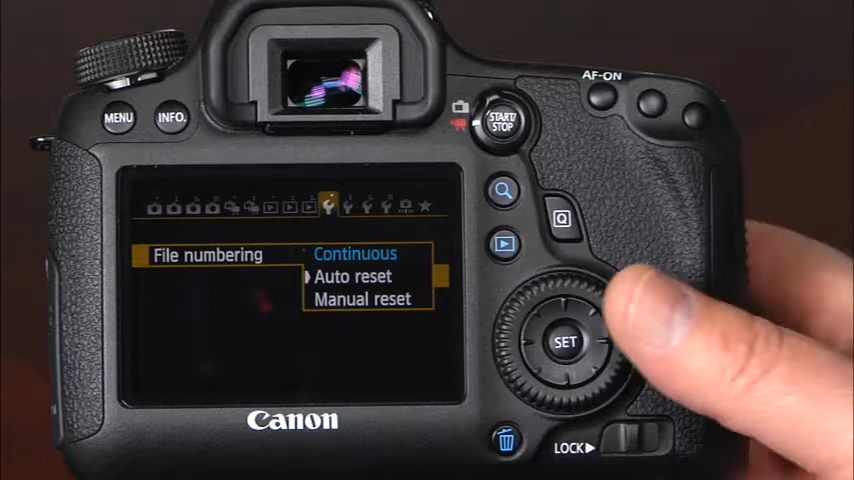 AF-ON
MENU
INFO.
START/
STOP
Q
File numbering
Continuous
Auto reset
Manual reset
SET
Canon
LOCK